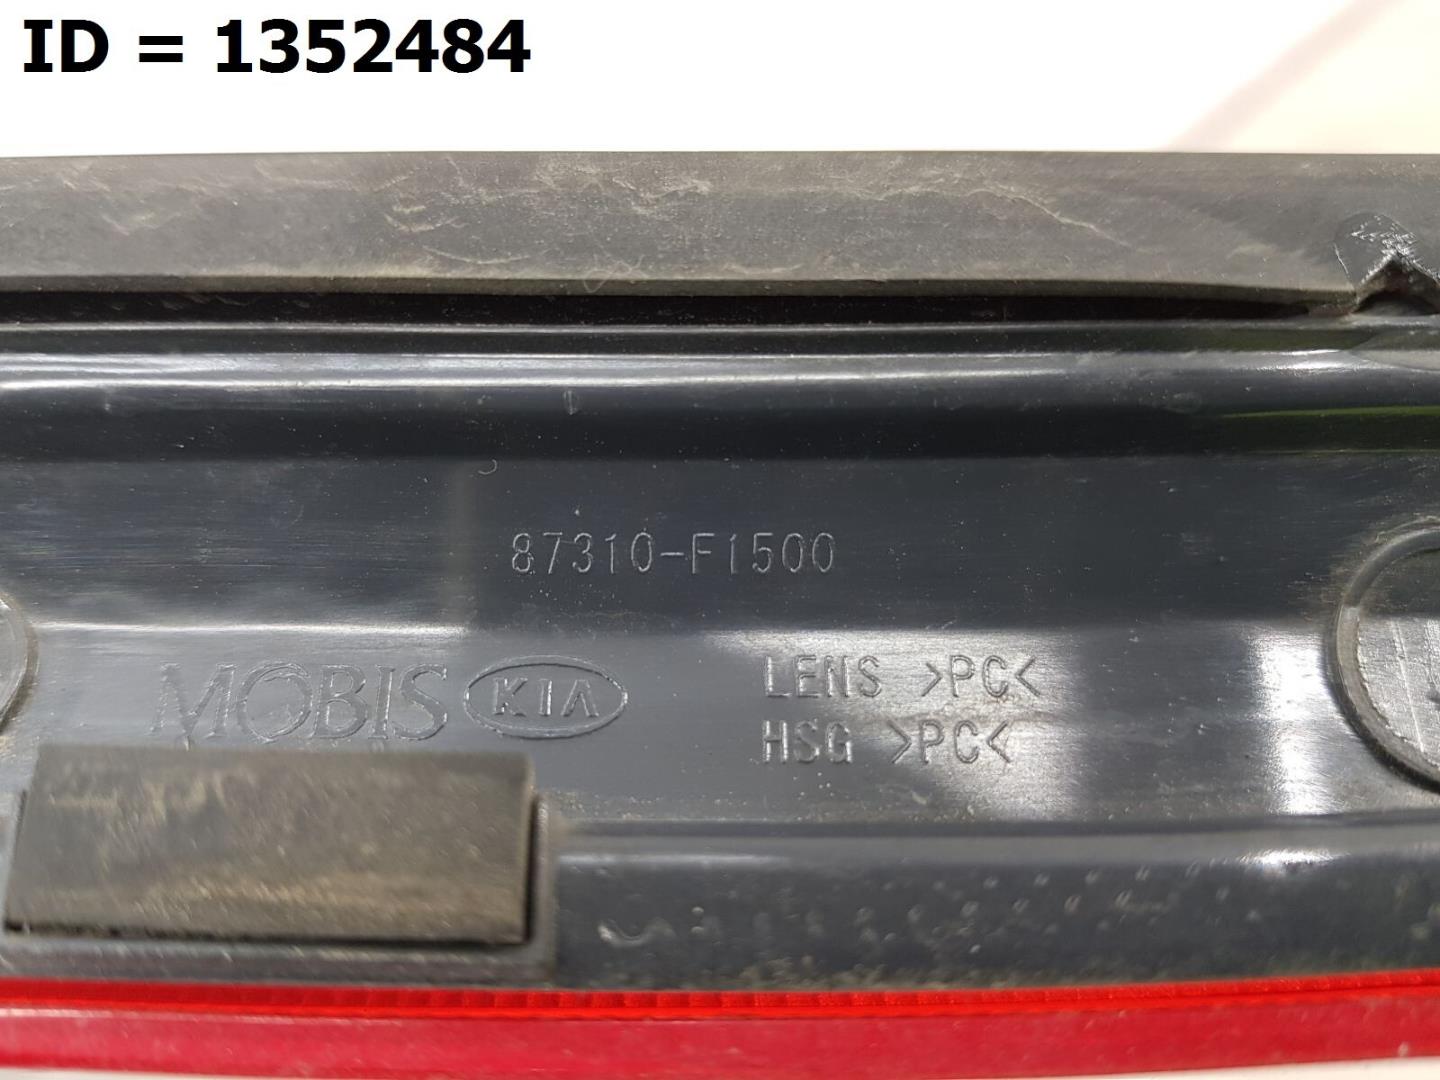 ID = 1352484
87310-F1500
MOBIS KIA
LENS >PC<
HSG >PC<